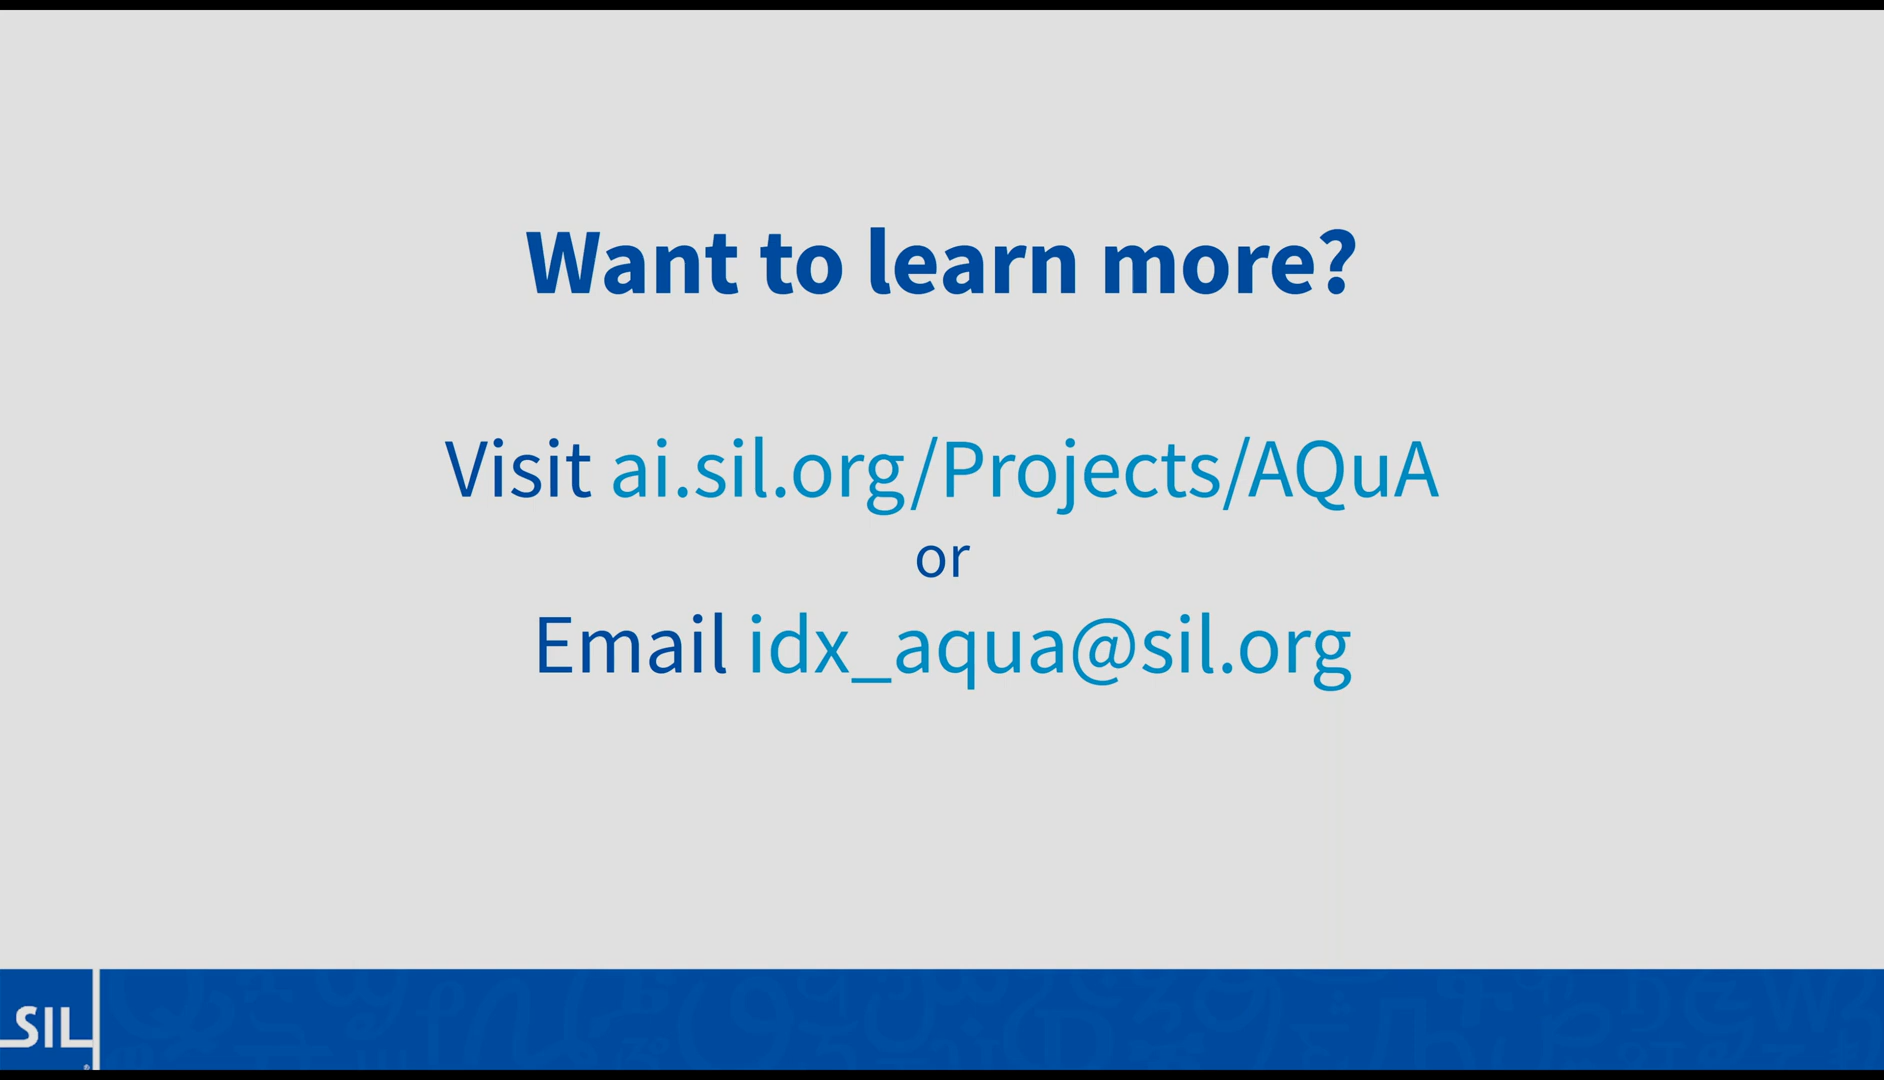 Want to learn more?
Visit ai.sil.org/Projects/AQuA
or
Email idx_aqua@sil.org
SIL